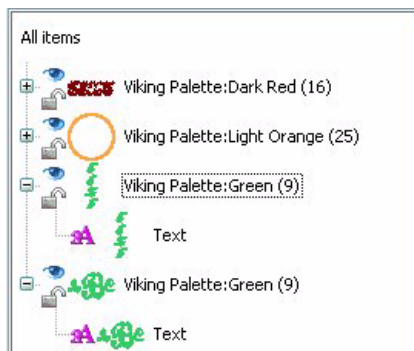 All items
Viking Palette:Dark Red (16)
Viking Palette:Light Orange (25)
Viking Palette:Green (9)
Text
Viking Palette:Green (9)
Text